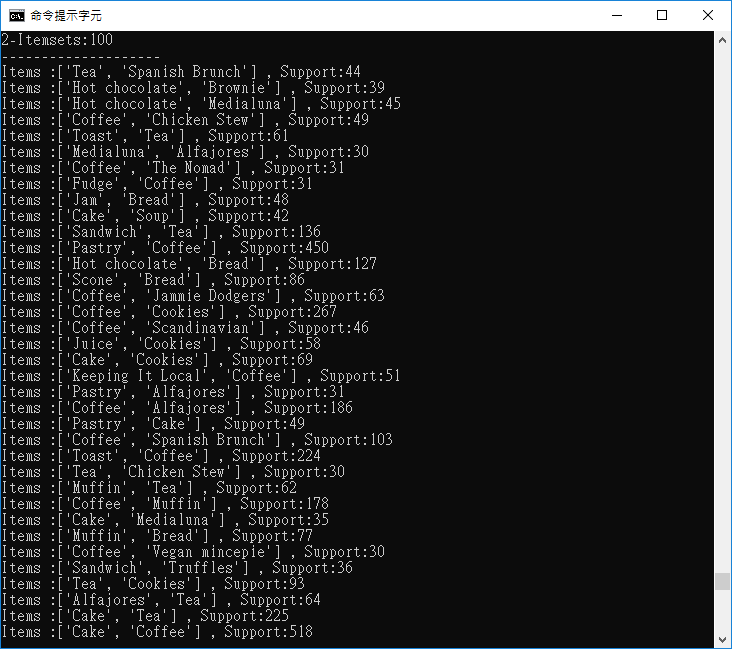 命令提示字元
2-Itemsets:100
--------------------
Items :['Tea', 'Spanish Brunch'] , Support:44
Items :['Hot chocolate', 'Brownie'] , Support:39
Items :['Hot chocolate', 'Medialuna'] , Support:45
Items :['Coffee', 'Chicken Stew'] , Support:49
Items :['Toast', 'Tea'] , Support:61
Items :['Medialuna', 'Alfajores'] , Support:30
Items :['Coffee', 'The Nomad'] , Support:31
Items :['Fudge', 'Coffee'] , Support:31
Items :['Jam', 'Bread'] , Support:48
Items :['Cake', 'Soup'] , Support:42
Items :['Sandwich', 'Tea'] , Support:136
Items :['Pastry', 'Coffee'] , Support:450
Items :['Hot chocolate', 'Bread'] , Support:127
Items :['Scone', 'Bread'] , Support:86
Items :['Coffee', 'Jammie Dodgers'] , Support:63
Items :['Coffee', 'Cookies'] , Support:267
Items :['Coffee', 'Scandinavian'] , Support:46
Items :['Juice', 'Cookies'] , Support:58
Items :['Cake', 'Cookies'] , Support:69
Items :['Keeping It Local', 'Coffee'] , Support:51
Items :['Pastry', 'Alfajores'] , Support:31
Items :['Coffee', 'Alfajores'] , Support:186
Items :['Pastry', 'Cake'] , Support:49
Items :['Coffee', 'Spanish Brunch'] , Support:103
Items :['Toast', 'Coffee'] , Support:224
Items :['Tea', 'Chicken Stew'] , Support:30
Items :['Muffin', 'Tea'] , Support:62
Items :['Coffee', 'Muffin'] , Support:178
Items :['Cake', 'Medialuna'] , Support:35
Items :['Muffin', 'Bread'] , Support:77
Items :['Coffee', 'Vegan mincepie'] , Support:30
Items :['Sandwich', 'Truffles'] , Support:36
Items :['Tea', 'Cookies'] , Support:93
Items :['Alfajores', 'Tea'] , Support:64
Items :['Cake', 'Tea'] , Support:225
Items :['Cake', 'Coffee'] , Support:518